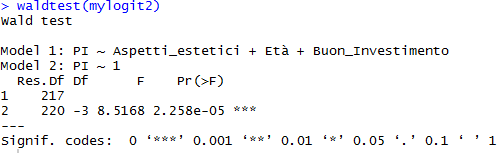 > waldtest(mylogit2)
Wald test

Model 1: PI ~ Aspetti_estetici + Età + Buon_Investimento
Model 2: PI ~ 1
  Res.Df Df      F    Pr(>F)
1    217
2    220 -3 8.5168 2.258e-05 ***
---
Signif. codes:  0 ‘***’ 0.001 ‘**’ 0.01 ‘*’ 0.05 ‘.’ 0.1 ‘ ’ 1